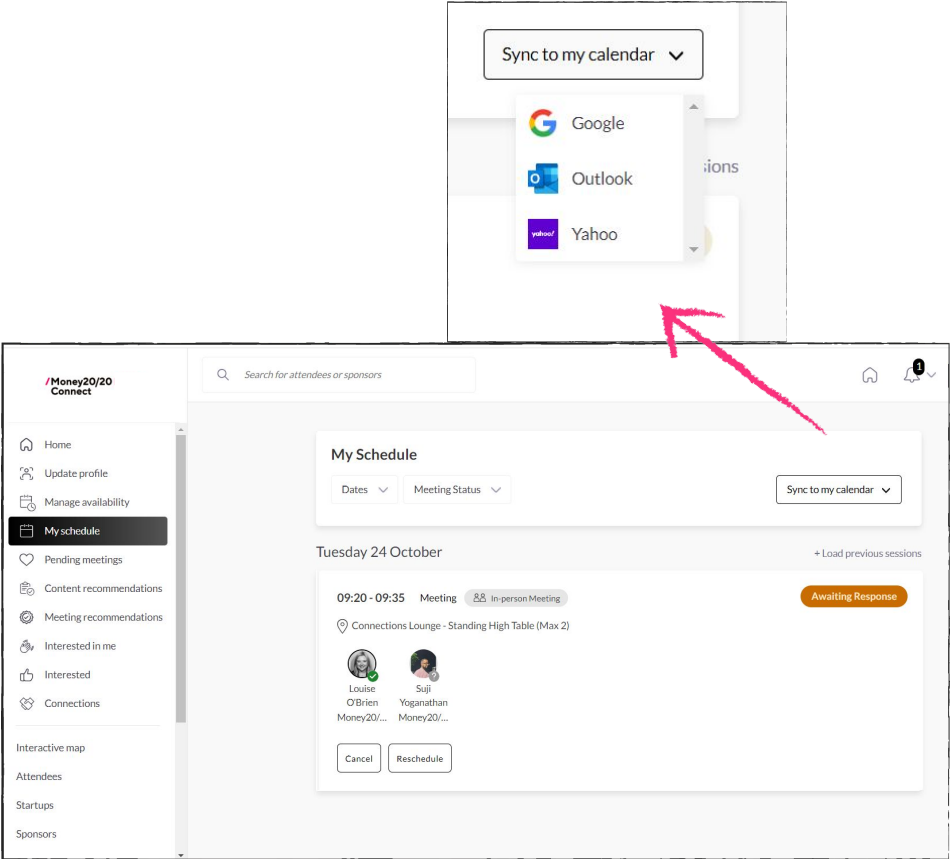 Sync to my calendar
Google
sions
Outlook
yahoo!
Yahoo
/Money20/20
Connect
Search for attendees or sponsors
1
Home
Update profile
Manage availability
My schedule
Pending meetings
Content recommendations
Meeting recommendations
Interested in me
Interested
Connections
Interactive map
Attendees
Startups
Sponsors
My Schedule
Dates
Meeting Status
Sync to my calendar
Tuesday 24 October
+ Load previous sessions
09:20 - 09:35 Meeting In-person Meeting
Awaiting Response
Connections Lounge - Standing High Table (Max 2)
Louise
O'Brien
Money20/...
?
Suji
Yoganathan
Money20/...
Cancel
Reschedule